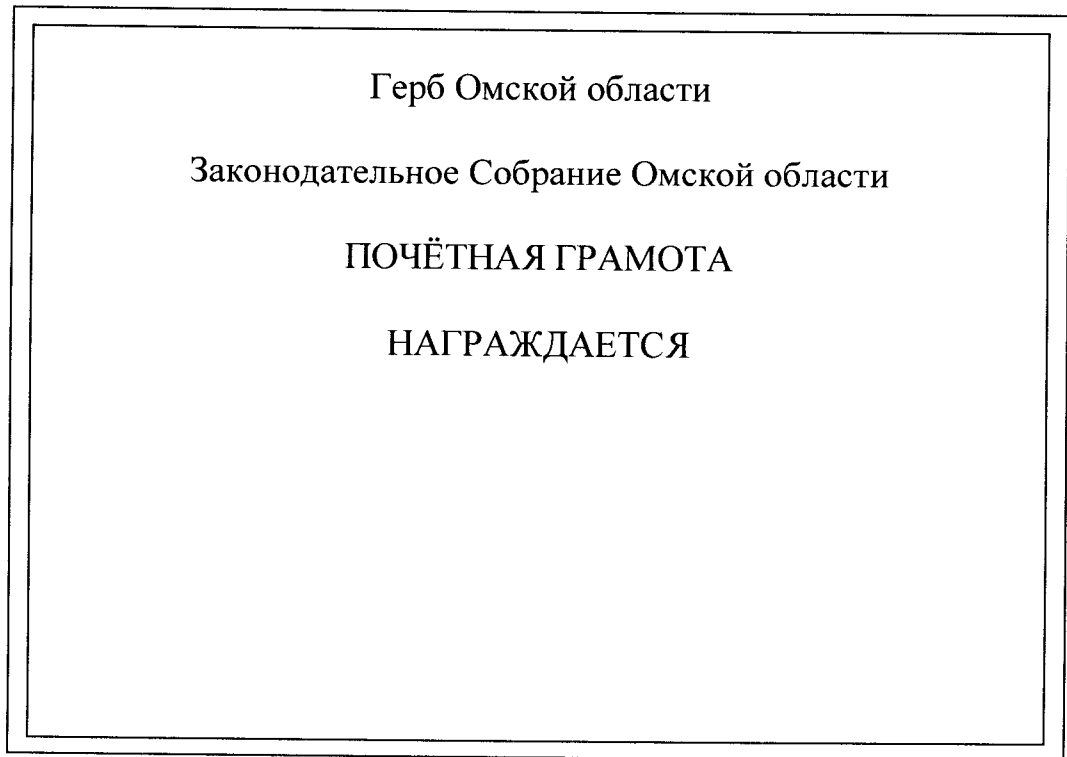 Герб Омской области
Законодательное Собрание Омской области
ПОЧЁТНАЯ ГРАМОТА
НАГРАЖДАЕТСЯ